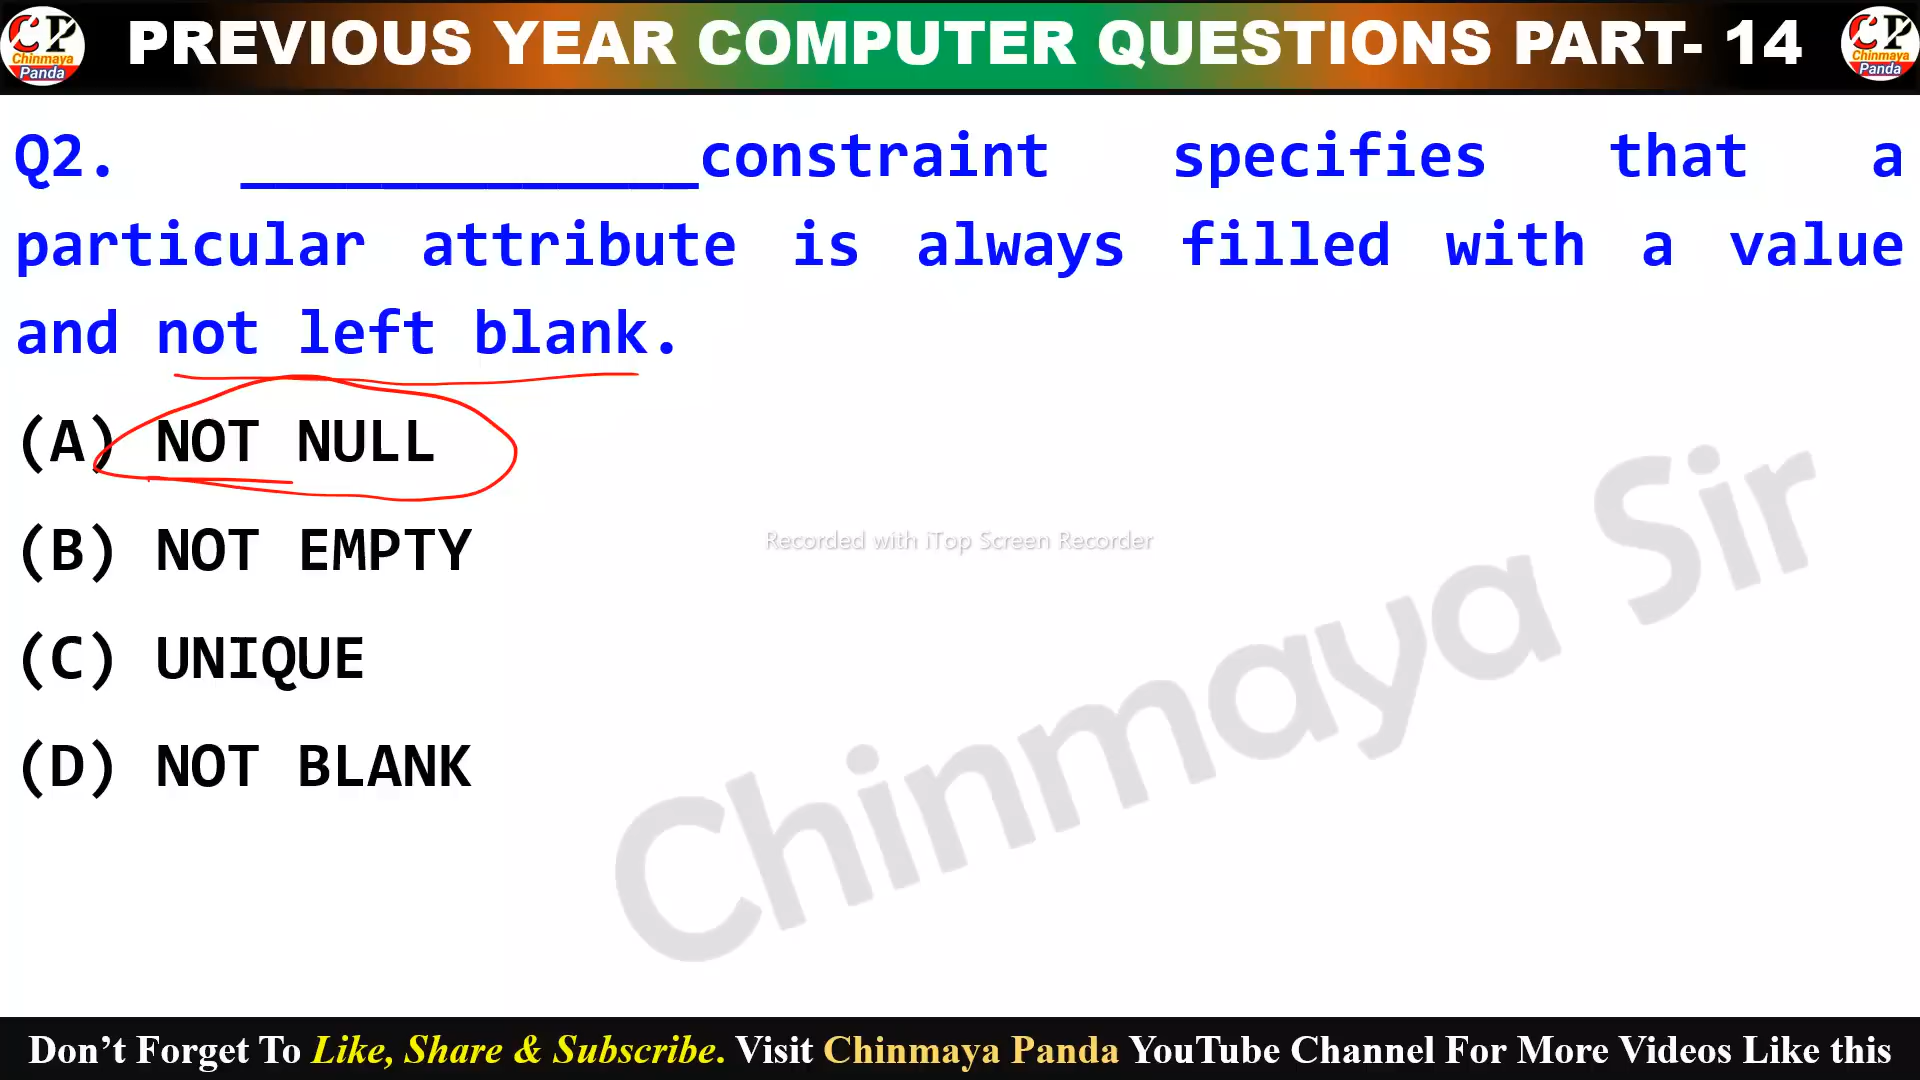 CP Chinmaya Panda
PREVIOUS YEAR COMPUTER QUESTIONS PART- 14
CP Chinmaya Panda
Q2. _____________constraint specifies that a
particular attribute is always filled with a value
and not left blank.
(A) NOT NULL
(B) NOT EMPTY
Recorded with iTop Screen Recorder
(C) UNIQUE
(D) NOT BLANK
Chinmaya Sir
Don’t Forget To Like, Share & Subscribe. Visit Chinmaya Panda YouTube Channel For More Videos Like this